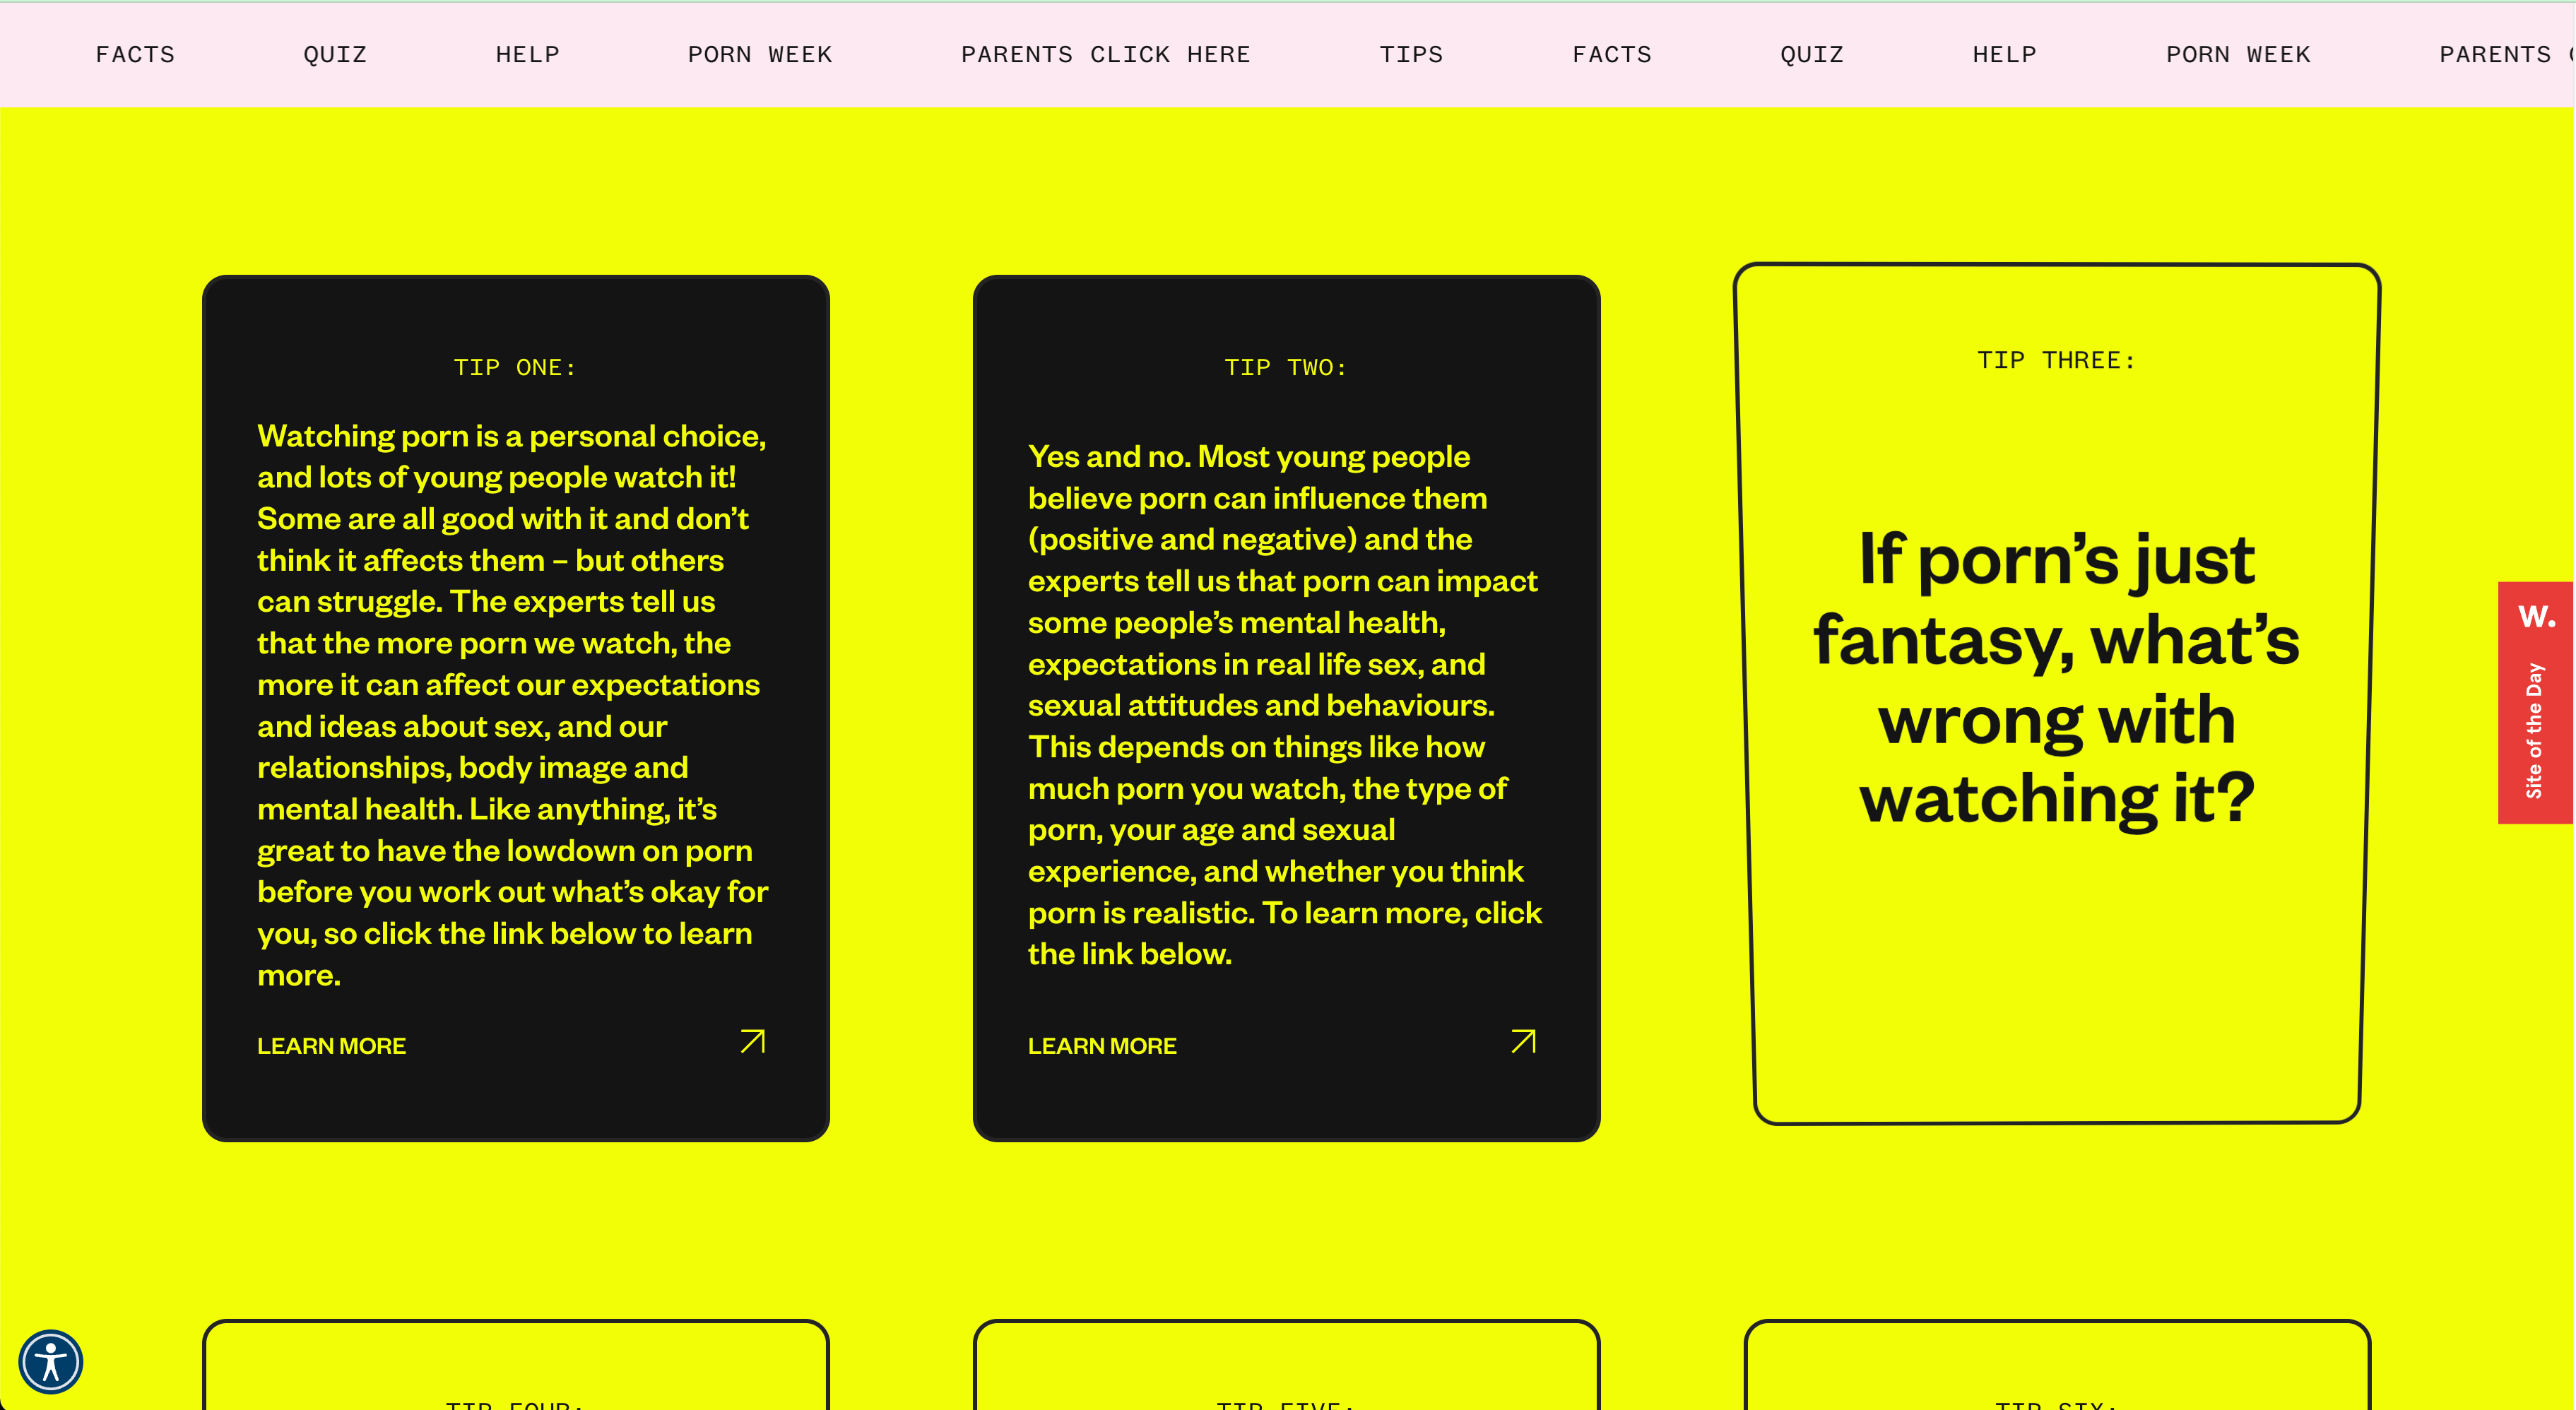 FACTS QUIZ HELP PORN WEEK PARENTS CLICK HERE TIPS FACTS QUIZ HELP PORN WEEK PARENTS
TIP ONE:
Watching porn is a personal choice,
and lots of young people watch it!
Some are all good with it and don’t
think it affects them – but others
can struggle. The experts tell us
that the more porn we watch, the
more it can affect our expectations
and ideas about sex, and our
relationships, body image and
mental health. Like anything, it’s
great to have the lowdown on porn
before you work out what’s okay for
you, so click the link below to learn
more.
LEARN MORE
TIP TWO:
Yes and no. Most young people
believe porn can influence them
(positive and negative) and the
experts tell us that porn can impact
some people’s mental health,
expectations in real life sex, and
sexual attitudes and behaviours.
This depends on things like how
much porn you watch, the type of
porn, your age and sexual
experience, and whether you think
porn is realistic. To learn more, click
the link below.
LEARN MORE
TIP THREE:
If porn’s just
fantasy, what’s
wrong with
watching it?
W.
Site of the Day
TIP FOUR:
TIP FIVE:
TIP SIX: